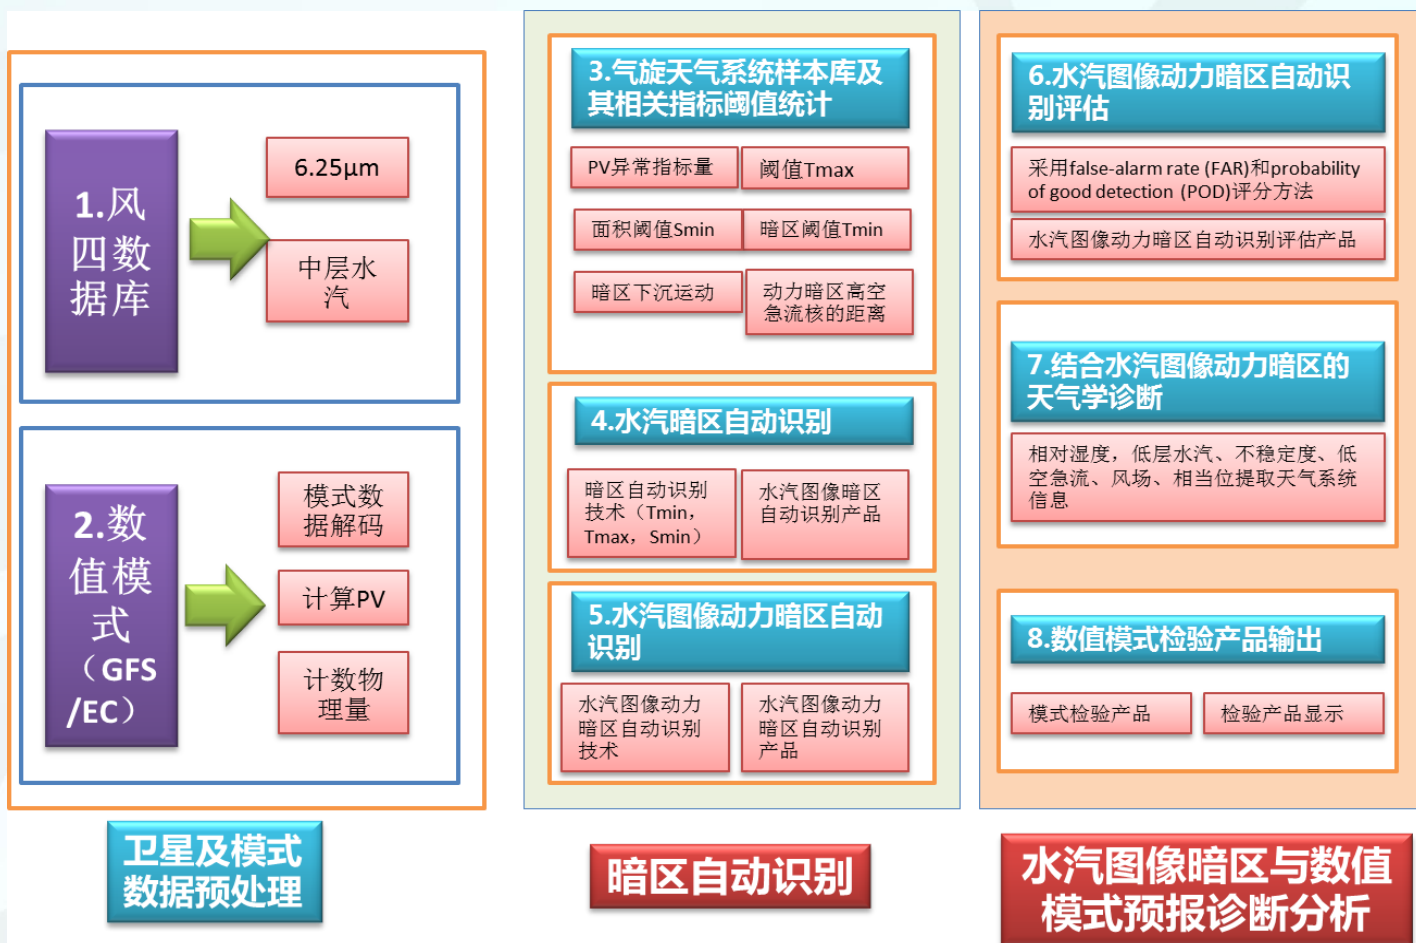 1.风
四数
据库
6.25μm
中层水
汽
2.数
值模
式
（GFS
/EC）
模式数
据解码
计算PV
计数物
理量
卫星及模式
数据预处理
3.气旋天气系统样本库及
其相关指标阈值统计
PV异常指标量
阈值Tmax
面积阈值Smin
暗区阈值Tmin
暗区下沉运动
动力暗区高空
急流核的距离
4.水汽暗区自动识别
暗区自动识别
技术（Tmin，
Tmax，Smin）
水汽图像暗区
自动识别产品
5.水汽图像动力暗区自动
识别
水汽图像动力
暗区自动识别
技术
水汽图像动力
暗区自动识别
产品
暗区自动识别
6.水汽图像动力暗区自动识
别评估
采用false-alarm rate (FAR)和probability
of good detection (POD)评分方法
水汽图像动力暗区自动识别评估产品
7.结合水汽图像动力暗区的
天气学诊断
相对湿度，低层水汽、不稳定度、低
空急流、风场、相当位提取天气系统
信息
8.数值模式检验产品输出
模式检验产品
检验产品显示
水汽图像暗区与数值
模式预报诊断分析